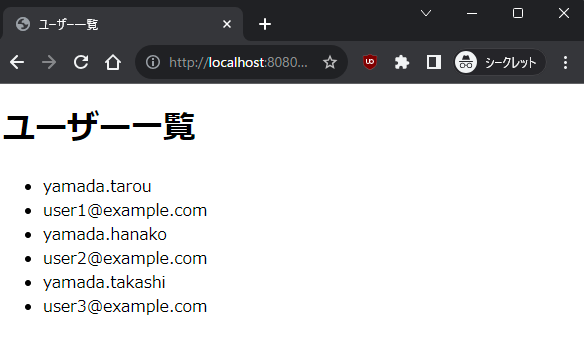 ユーザー一覧
http://localhost:8080...
シークレット
ユーザー一覧
yamada.tarou
user1@example.com
yamada.hanako
user2@example.com
yamada.takashi
user3@example.com